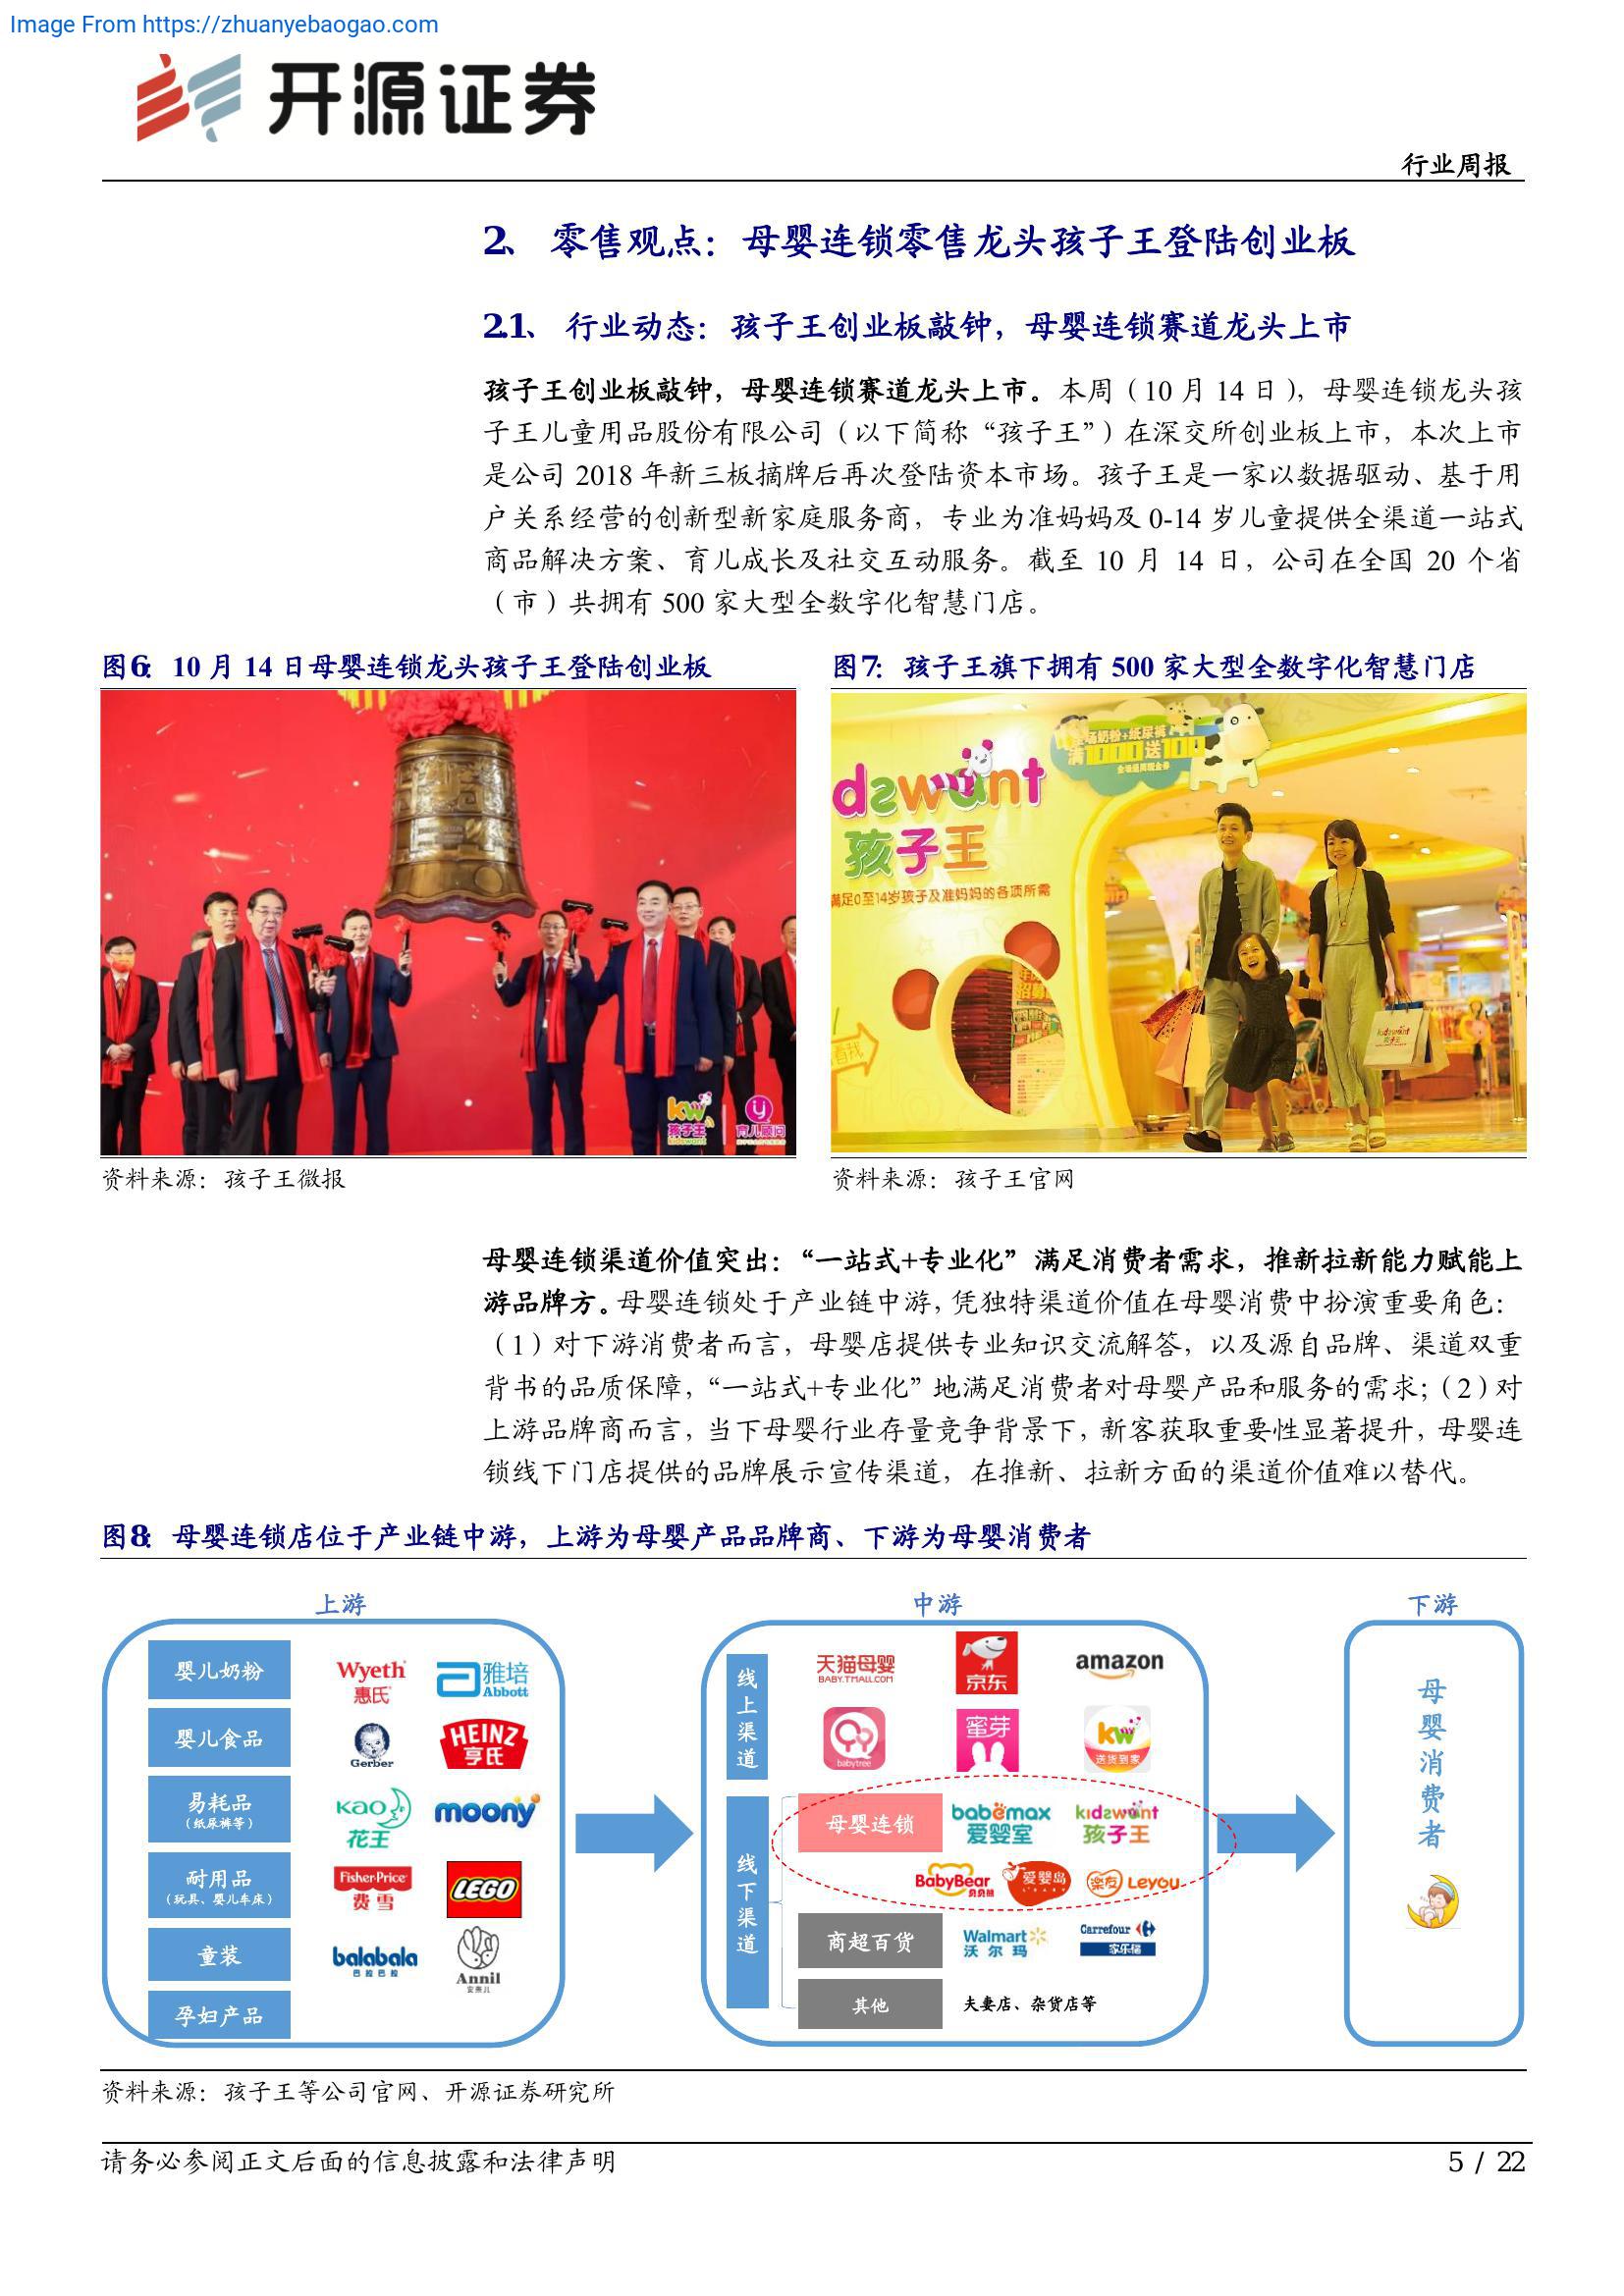 Image From https://zhuanyebaogao.com
开源证券
行业周报
2、 零售观点：母婴连锁零售龙头孩子王登陆创业板
2.1、 行业动态：孩子王创业板敲钟，母婴连锁赛道龙头上市
孩子王创业板敲钟，母婴连锁赛道龙头上市。本周（10 月 14 日），母婴连锁龙头孩
子王儿童用品股份有限公司（以下简称“孩子王”）在深交所创业板上市，本次上市
是公司 2018 年新三板摘牌后再次登陆资本市场。孩子王是一家以数据驱动、基于用
户关系经营的创新型新家庭服务商，专业为准妈妈及 0-14 岁儿童提供全渠道一站式
商品解决方案、育儿成长及社交互动服务。截至 10 月 14 日，公司在全国 20 个省
（市）共拥有 500 家大型全数字化智慧门店。
图6： 10 月 14 日母婴连锁龙头孩子王登陆创业板
图7： 孩子王旗下拥有 500 家大型全数字化智慧门店
kw
孩子王
育儿顾问
满1000送100
kidswant
孩子王
满足0至14岁孩子及准妈妈的各项所需
kidswant
孩子王
资料来源：孩子王微报
资料来源：孩子王官网
母婴连锁渠道价值突出：“一站式+专业化”满足消费者需求，推新拉新能力赋能上
游品牌方。母婴连锁处于产业链中游，凭独特渠道价值在母婴消费中扮演重要角色：
（1）对下游消费者而言，母婴店提供专业知识交流解答，以及源自品牌、渠道双重
背书的品质保障，“一站式+专业化”地满足消费者对母婴产品和服务的需求；（2）对
上游品牌商而言，当下母婴行业存量竞争背景下，新客获取重要性显著提升，母婴连
锁线下门店提供的品牌展示宣传渠道，在推新、拉新方面的渠道价值难以替代。
图8： 母婴连锁店位于产业链中游，上游为母婴产品品牌商、下游为母婴消费者
上游
婴儿奶粉
Wyeth
惠氏
雅培
Abbott
婴儿食品
Gerber
HEINZ
亨氏
易耗品
（纸尿裤等）
Kao
花王
moony
耐用品
（玩具、婴儿车床）
Fisher-Price
费雪
LEGO
童装
balabala
巴拉巴拉
Annil
安奈儿
孕妇产品
中游
线上渠道
天猫母婴
BABY.TMALL.COM
京东
amazon
babytree
蜜芽
kw
送货到家
线下渠道
母婴连锁
babemax
爱婴室
kidswant
孩子王
BabyBear
贝贝熊
爱婴岛
乐友 Leyou
商超百货
Walmart
沃尔玛
Carrefour
家乐福
其他
夫妻店、杂货店等
下游
母婴消费者
资料来源：孩子王等公司官网、开源证券研究所
请务必参阅正文后面的信息披露和法律声明
5 / 22